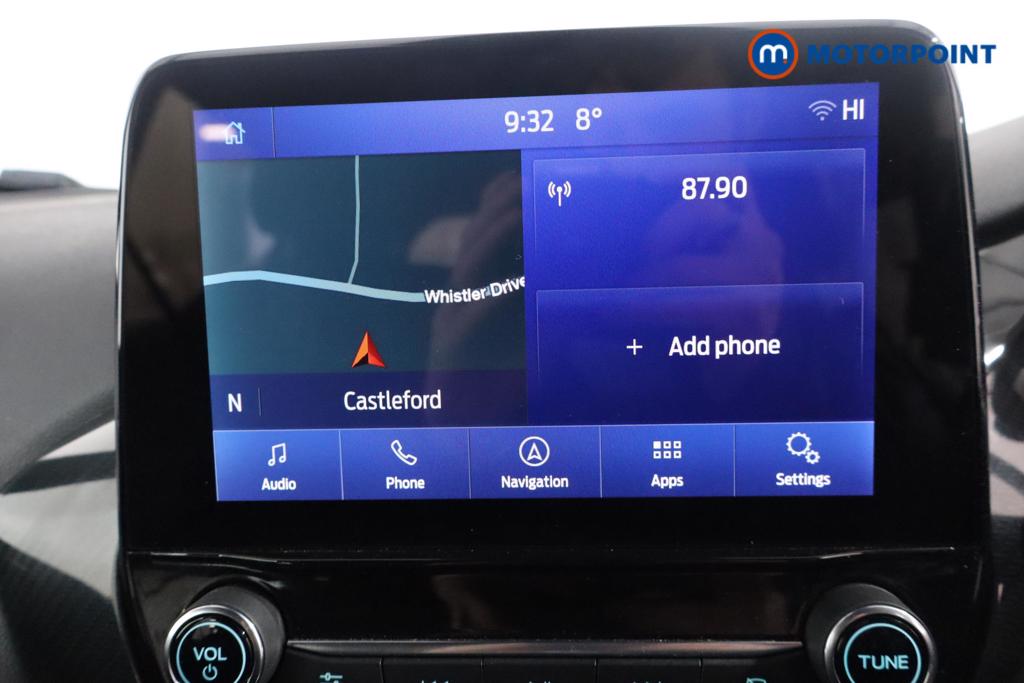 m. MOTORPOINT
9:32 8° HI
87.90
Whistler Drive
+ Add phone
N Castleford
Audio Phone Navigation Apps Settings
VOL
TUNE